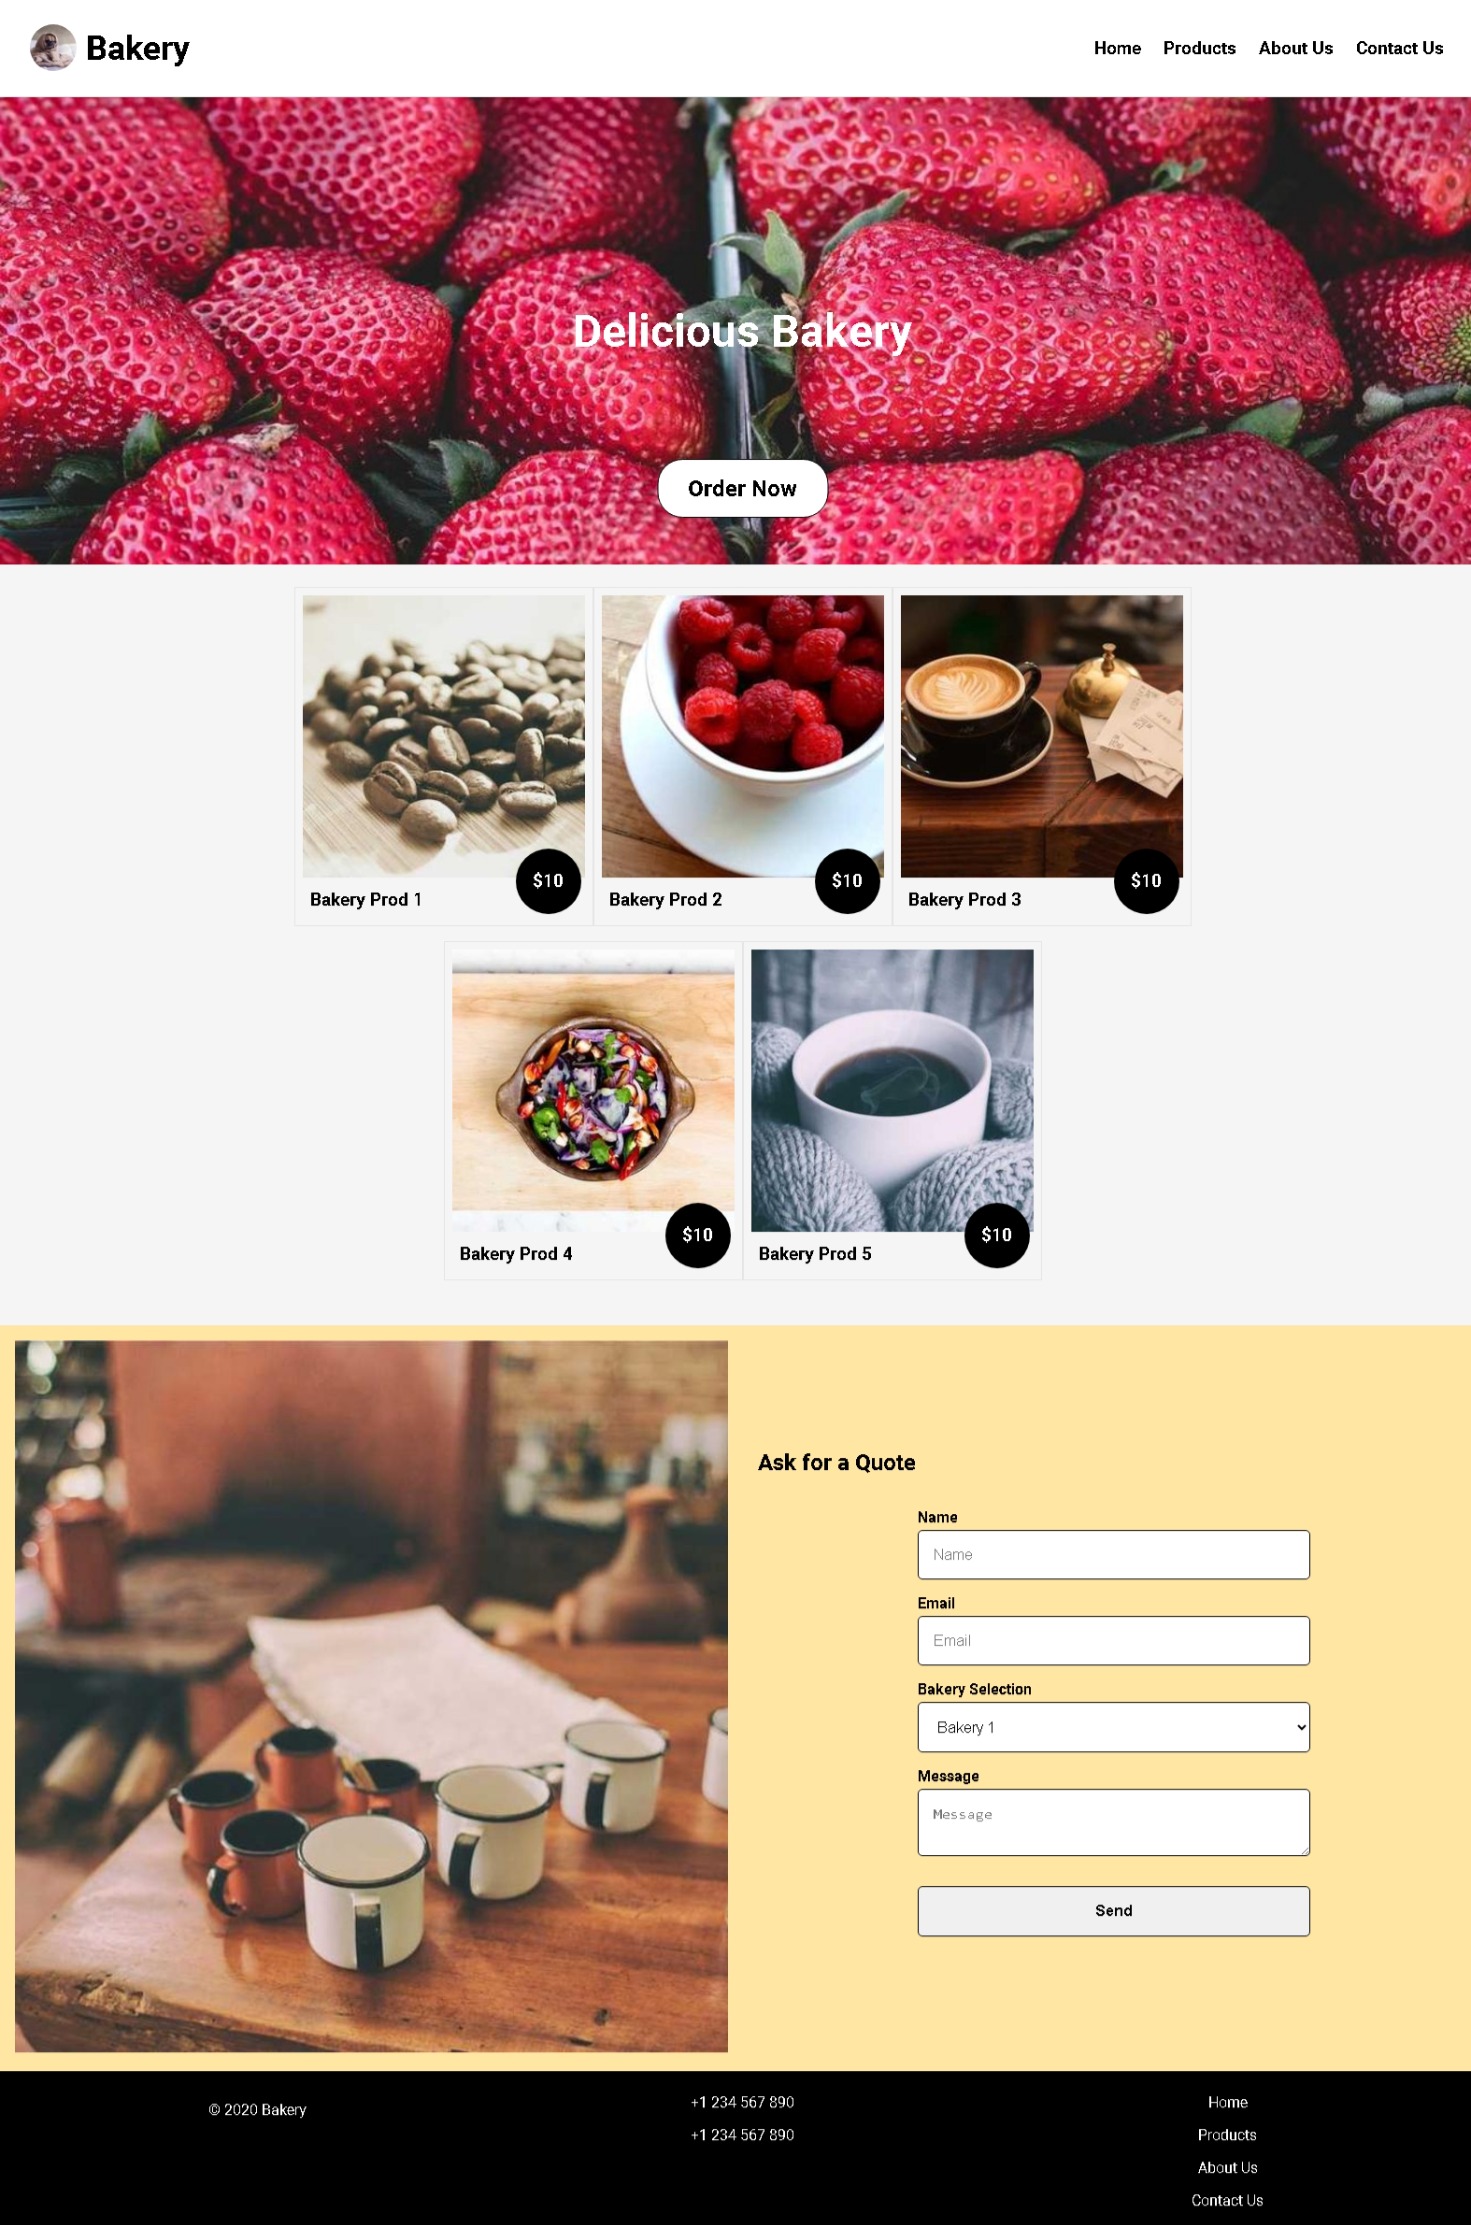 Bakery
Home Products About Us Contact Us
Delicious Bakery
Order Now
Bakery Prod 1
$10
Bakery Prod 2
$10
Bakery Prod 3
$10
Bakery Prod 4
$10
Bakery Prod 5
$10
Ask for a Quote
Name
Name
Email
Email
Bakery Selection
Bakery 1
Message
Message
Send
© 2020 Bakery
+1 234 567 890
+1 234 567 890
Home
Products
About Us
Contact Us